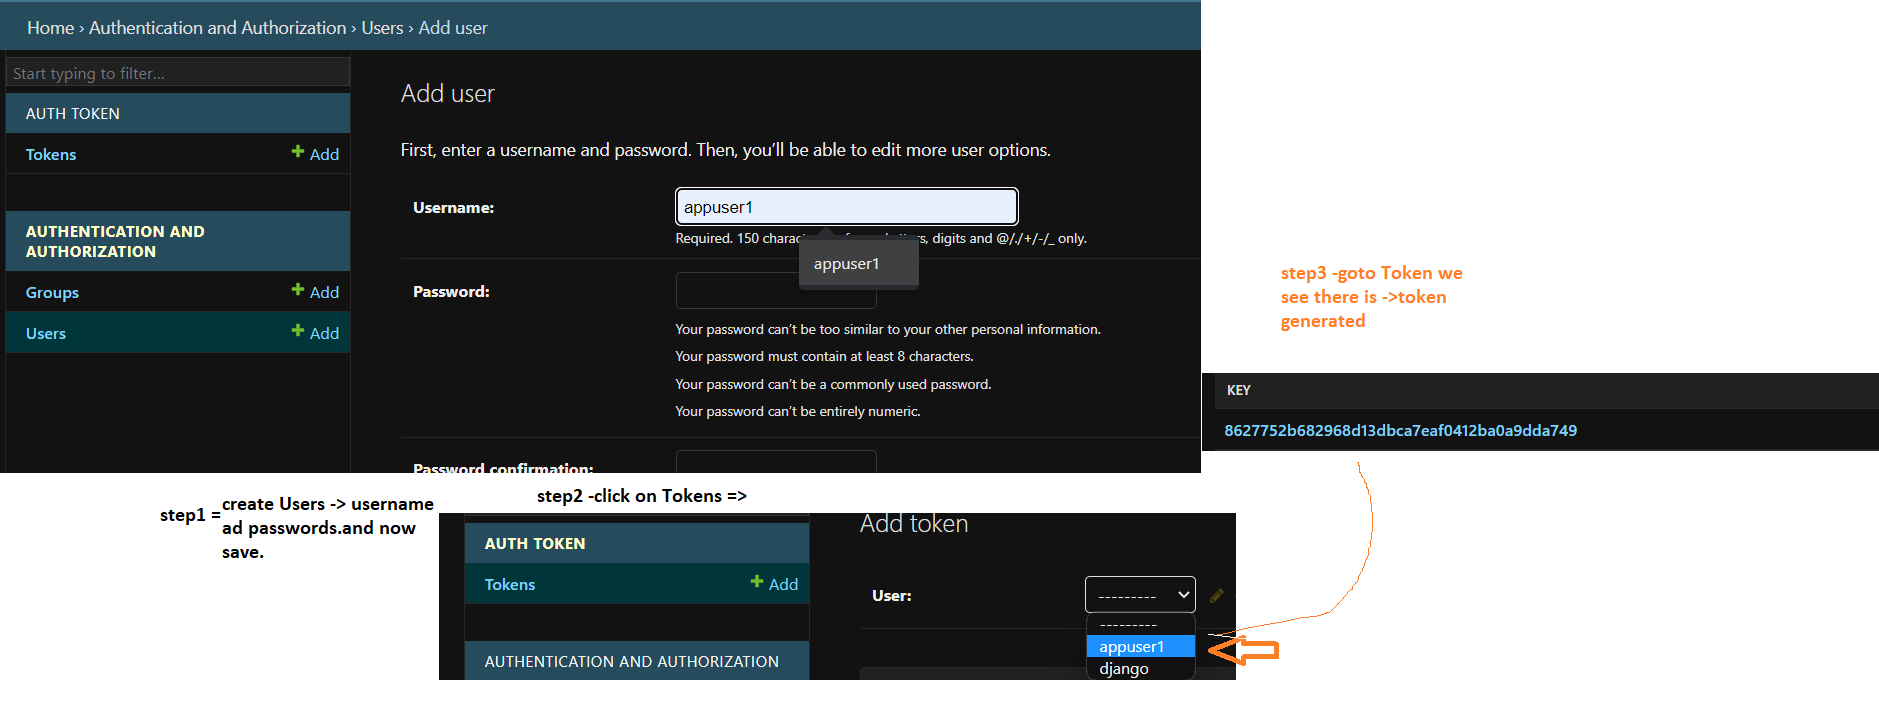 Home › Authentication and Authorization › Users › Add user
Start typing to filter...
AUTH TOKEN
Tokens
+ Add
AUTHENTICATION AND
AUTHORIZATION
Groups
+ Add
Users
+ Add
Add user
First, enter a username and password. Then, you’ll be able to edit more user options.
Username:
appuser1
Required. 150 digits and @/./+/-/_ only.
appuser1
Password:
Your password can’t be too similar to your other personal information.
Your password must contain at least 8 characters.
Your password can’t be a commonly used password.
Your password can’t be entirely numeric.
Password confirmation:
step3 -goto Token we
see there is ->token
generated
KEY
8627752b682968d13dbca7eaf0412ba0a9dda749
step1 =
create Users -> username
ad passwords.and now
save.
step2 -click on Tokens =>
AUTH TOKEN
Tokens
+ Add
AUTHENTICATION AND AUTHORIZATION
Add token
User:
---------
---------
appuser1
django